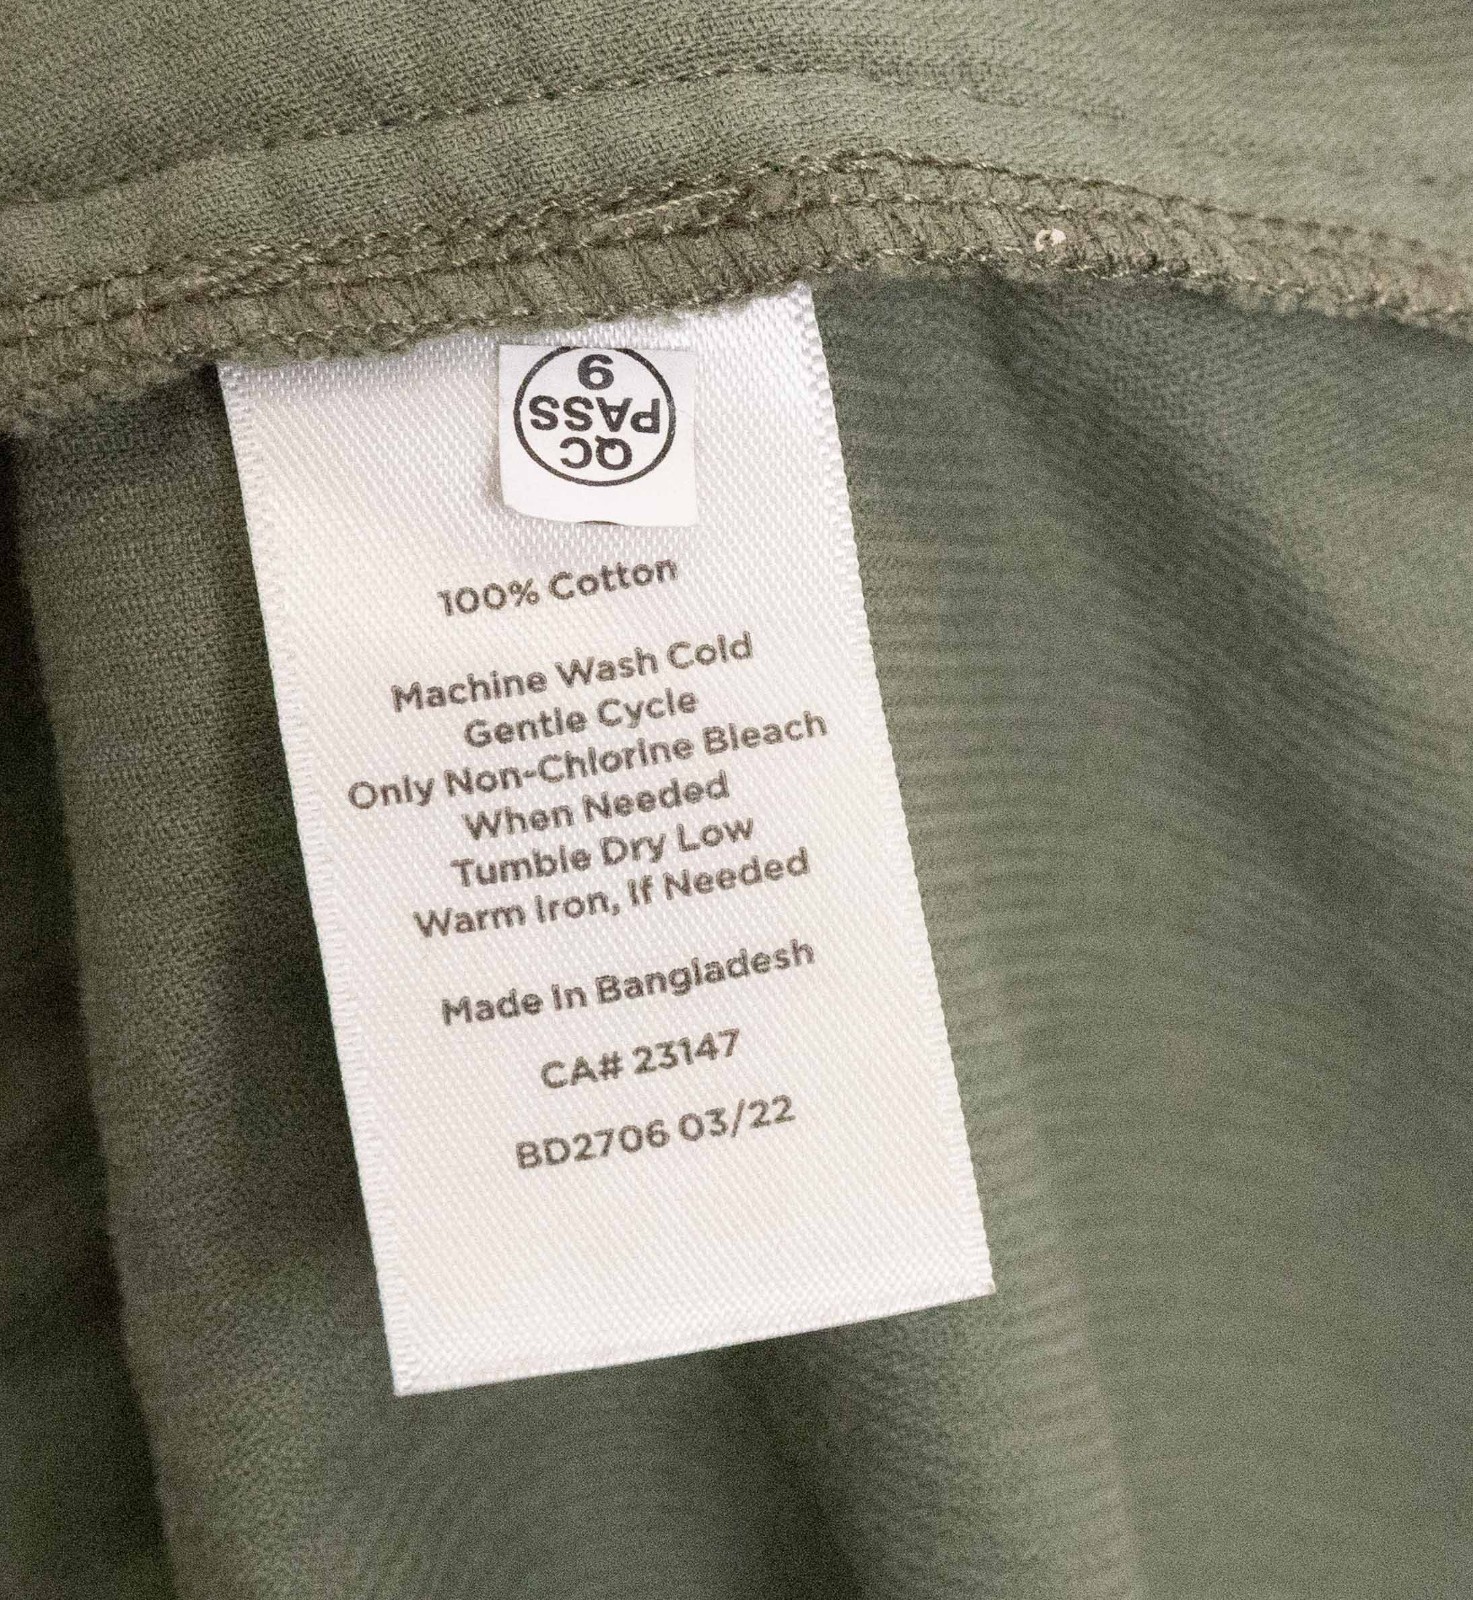 QC
PASS
9
100% Cotton
Machine Wash Cold
Gentle Cycle
Only Non-Chlorine Bleach
When Needed
Tumble Dry Low
Warm Iron, If Needed
Made In Bangladesh
CA# 23147
BD2706 03/22